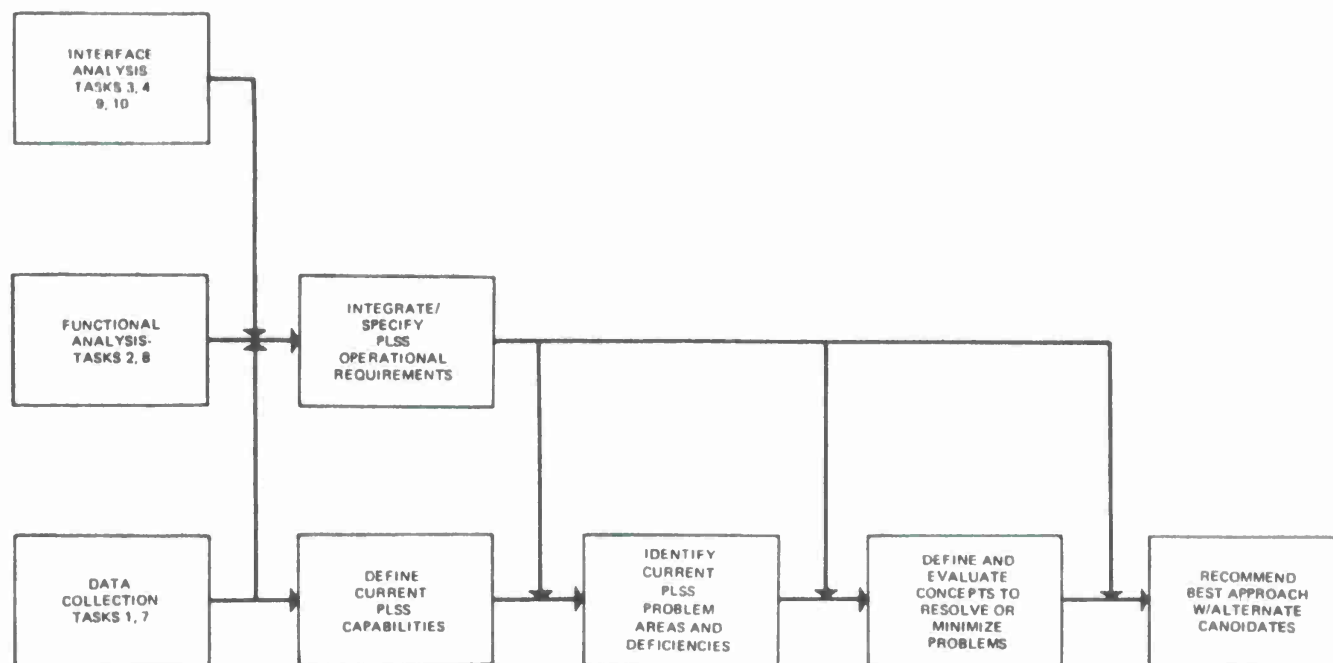 INTERFACE
ANALYSIS
TASKS 3, 4
9, 10
FUNCTIONAL
ANALYSIS-
TASKS 2, 8
INTEGRATE/
SPECIFY
PLSS
OPERATIONAL
REQUIREMENTS
DATA
COLLECTION
TASKS 1, 7
DEFINE
CURRENT
PLSS
CAPABILITIES
IDENTIFY
CURRENT
PLSS
PROBLEM
AREAS AND
DEFICIENCIES
DEFINE AND
EVALUATE
CONCEPTS TO
RESOLVE OR
MINIMIZE
PROBLEMS
RECOMMEND
BEST APPROACH
W/ALTERNATE
CANDIDATES